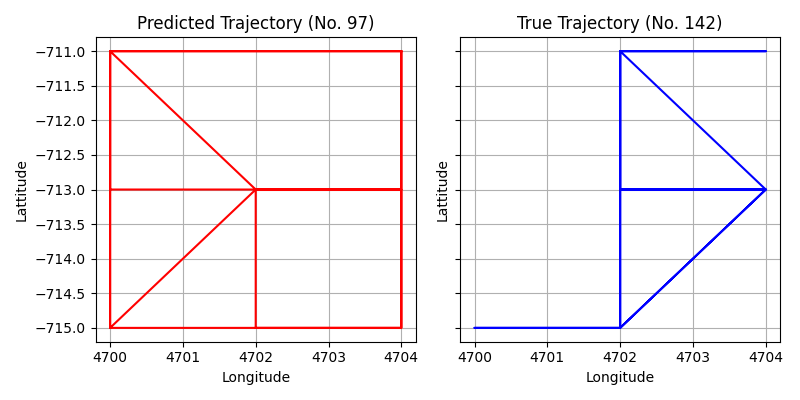 Predicted Trajectory (No. 97)
True Trajectory (No. 142)
−711.0
−711.5
−712.0
−712.5
−713.0
−713.5
−714.0
−714.5
−715.0
Lattitude
Lattitude
4700 4701 4702 4703 4704
4700 4701 4702 4703 4704
Longitude
Longitude